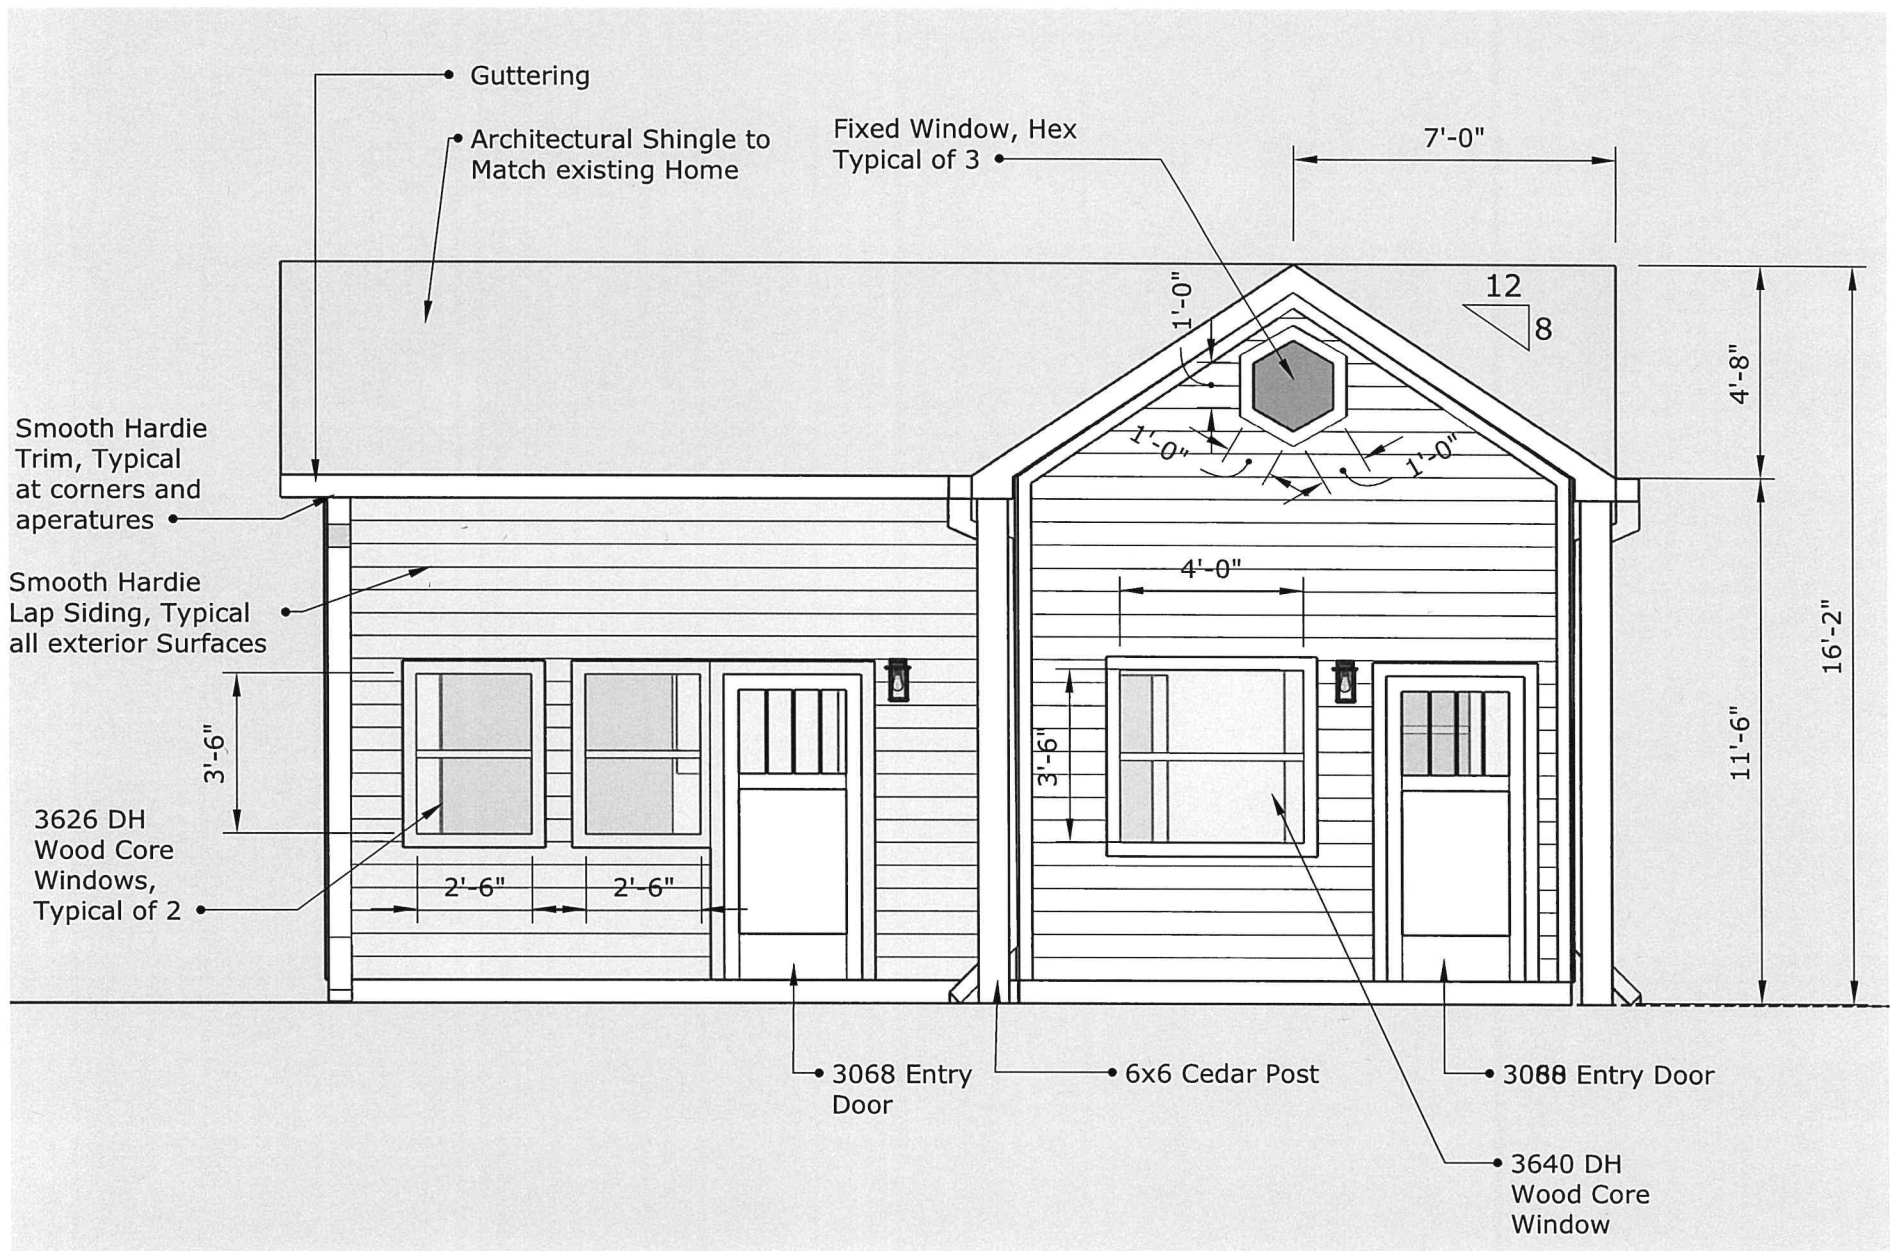 Guttering
Architectural Shingle to
Match existing Home
Fixed Window, Hex
Typical of 3
7'-0"
12
8
1'-0"
1'-0"
1'-0"
4'-8"
16'-2"
11'-6"
Smooth Hardie
Trim, Typical
at corners and
aperatures
Smooth Hardie
Lap Siding, Typical
all exterior Surfaces
4'-0"
3'-6"
3'-6"
3626 DH
Wood Core
Windows,
Typical of 2
2'-6"
2'-6"
3068 Entry
Door
6x6 Cedar Post
Entry Door
3640 DH
Wood Core
Window